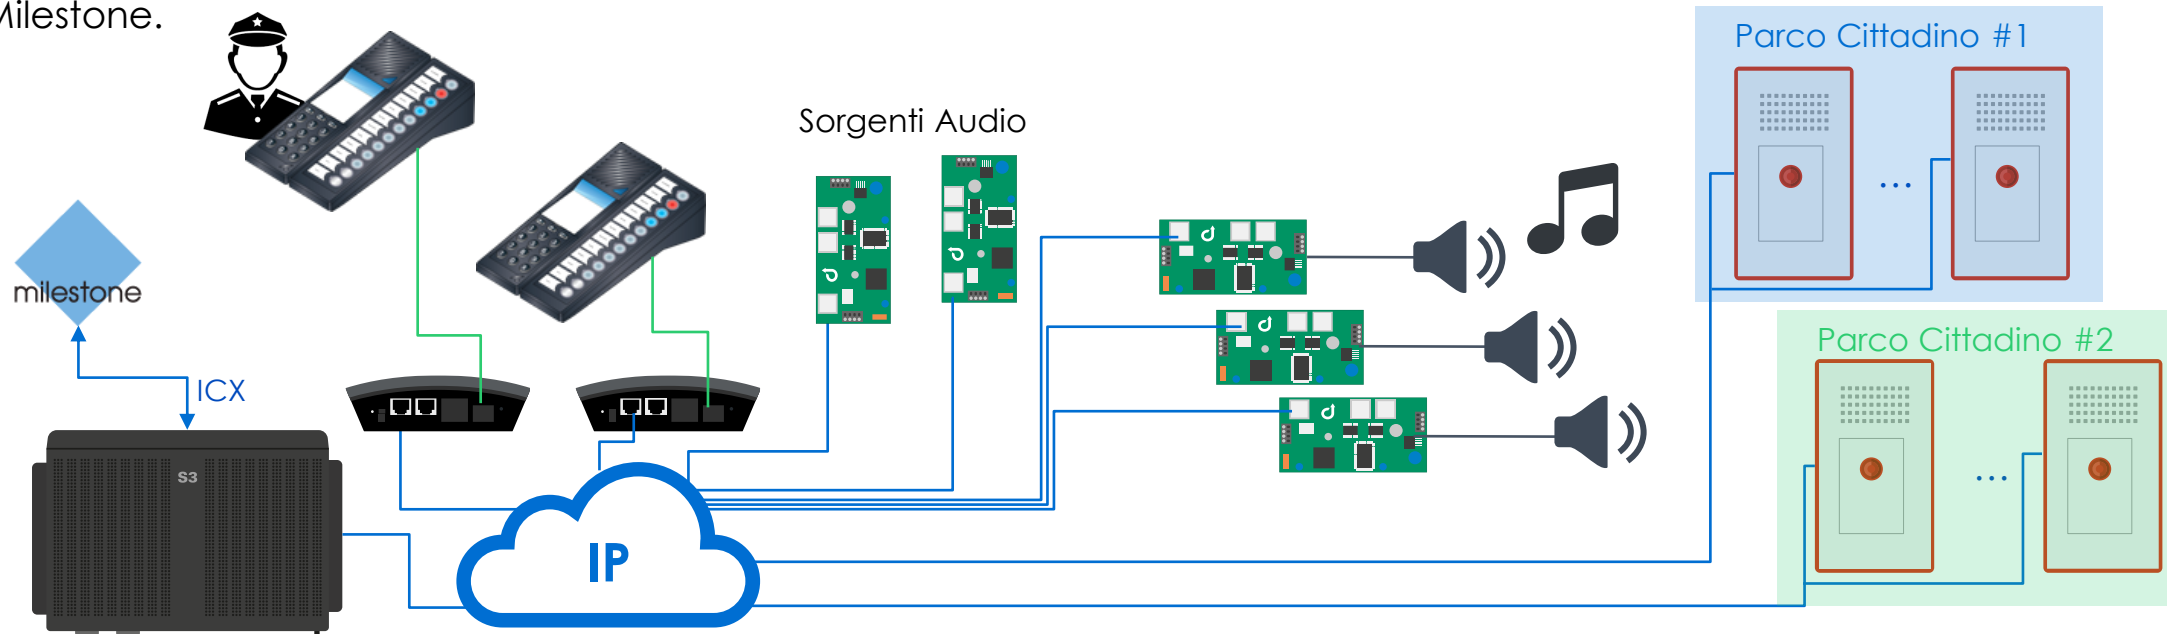 Milestone.
Sorgenti Audio
Parco Cittadino #1
...
Parco Cittadino #2
...
milestone
ICX
S3
IP